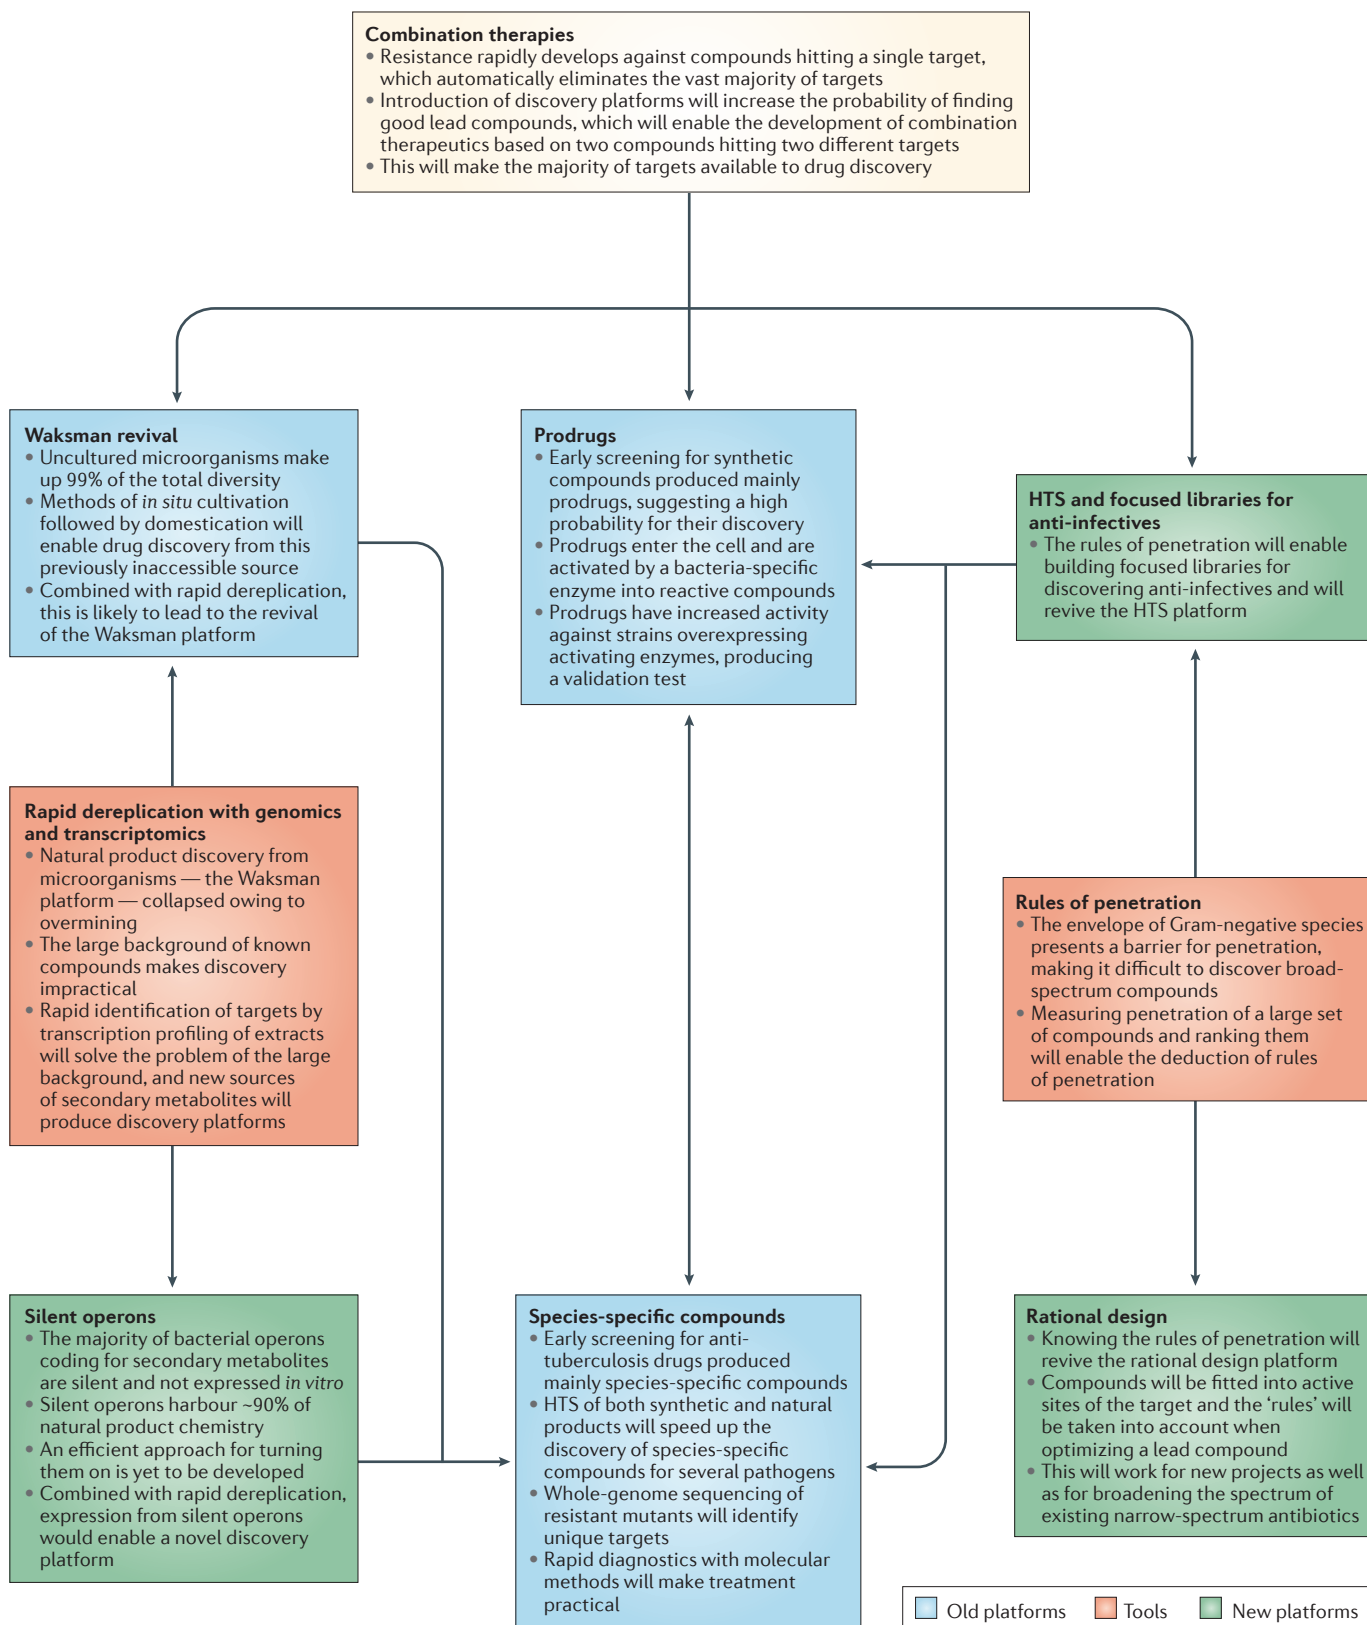 Combination therapies
• Resistance rapidly develops against compounds hitting a single target,
which automatically eliminates the vast majority of targets
• Introduction of discovery platforms will increase the probability of finding
good lead compounds, which will enable the development of combination
therapeutics based on two compounds hitting two different targets
• This will make the majority of targets available to drug discovery
Waksman revival
• Uncultured microorganisms make
up 99% of the total diversity
• Methods of in situ cultivation
followed by domestication will
enable drug discovery from this
previously inaccessible source
• Combined with rapid dereplication,
this is likely to lead to the revival
of the Waksman platform
Prodrugs
• Early screening for synthetic
compounds produced mainly
prodrugs, suggesting a high
probability for their discovery
• Prodrugs enter the cell and are
activated by a bacteria-specific
enzyme into reactive compounds
• Prodrugs have increased activity
against strains overexpressing
activating enzymes, producing
a validation test
HTS and focused libraries for
anti-infectives
• The rules of penetration will enable
building focused libraries for
discovering anti-infectives and will
revive the HTS platform
Rapid dereplication with genomics
and transcriptomics
• Natural product discovery from
microorganisms — the Waksman
platform — collapsed owing to
overmining
• The large background of known
compounds makes discovery
impractical
• Rapid identification of targets by
transcription profiling of extracts
will solve the problem of the large
background, and new sources
of secondary metabolites will
produce discovery platforms
Rules of penetration
• The envelope of Gram-negative species
presents a barrier for penetration,
making it difficult to discover broad-
spectrum compounds
• Measuring penetration of a large set
of compounds and ranking them
will enable the deduction of rules
of penetration
Silent operons
• The majority of bacterial operons
coding for secondary metabolites
are silent and not expressed in vitro
• Silent operons harbour ~90% of
natural product chemistry
• An efficient approach for turning
them on is yet to be developed
• Combined with rapid dereplication,
expression from silent operons
would enable a novel discovery
platform
Species-specific compounds
• Early screening for anti-
tuberculosis drugs produced
mainly species-specific compounds
• HTS of both synthetic and natural
products will speed up the
discovery of species-specific
compounds for several pathogens
• Whole-genome sequencing of
resistant mutants will identify
unique targets
• Rapid diagnostics with molecular
methods will make treatment
practical
Rational design
• Knowing the rules of penetration will
revive the rational design platform
• Compounds will be fitted into active
sites of the target and the ‘rules’ will
be taken into account when
optimizing a lead compound
• This will work for new projects as well
as for broadening the spectrum of
existing narrow-spectrum antibiotics
Old platforms
Tools
New platforms